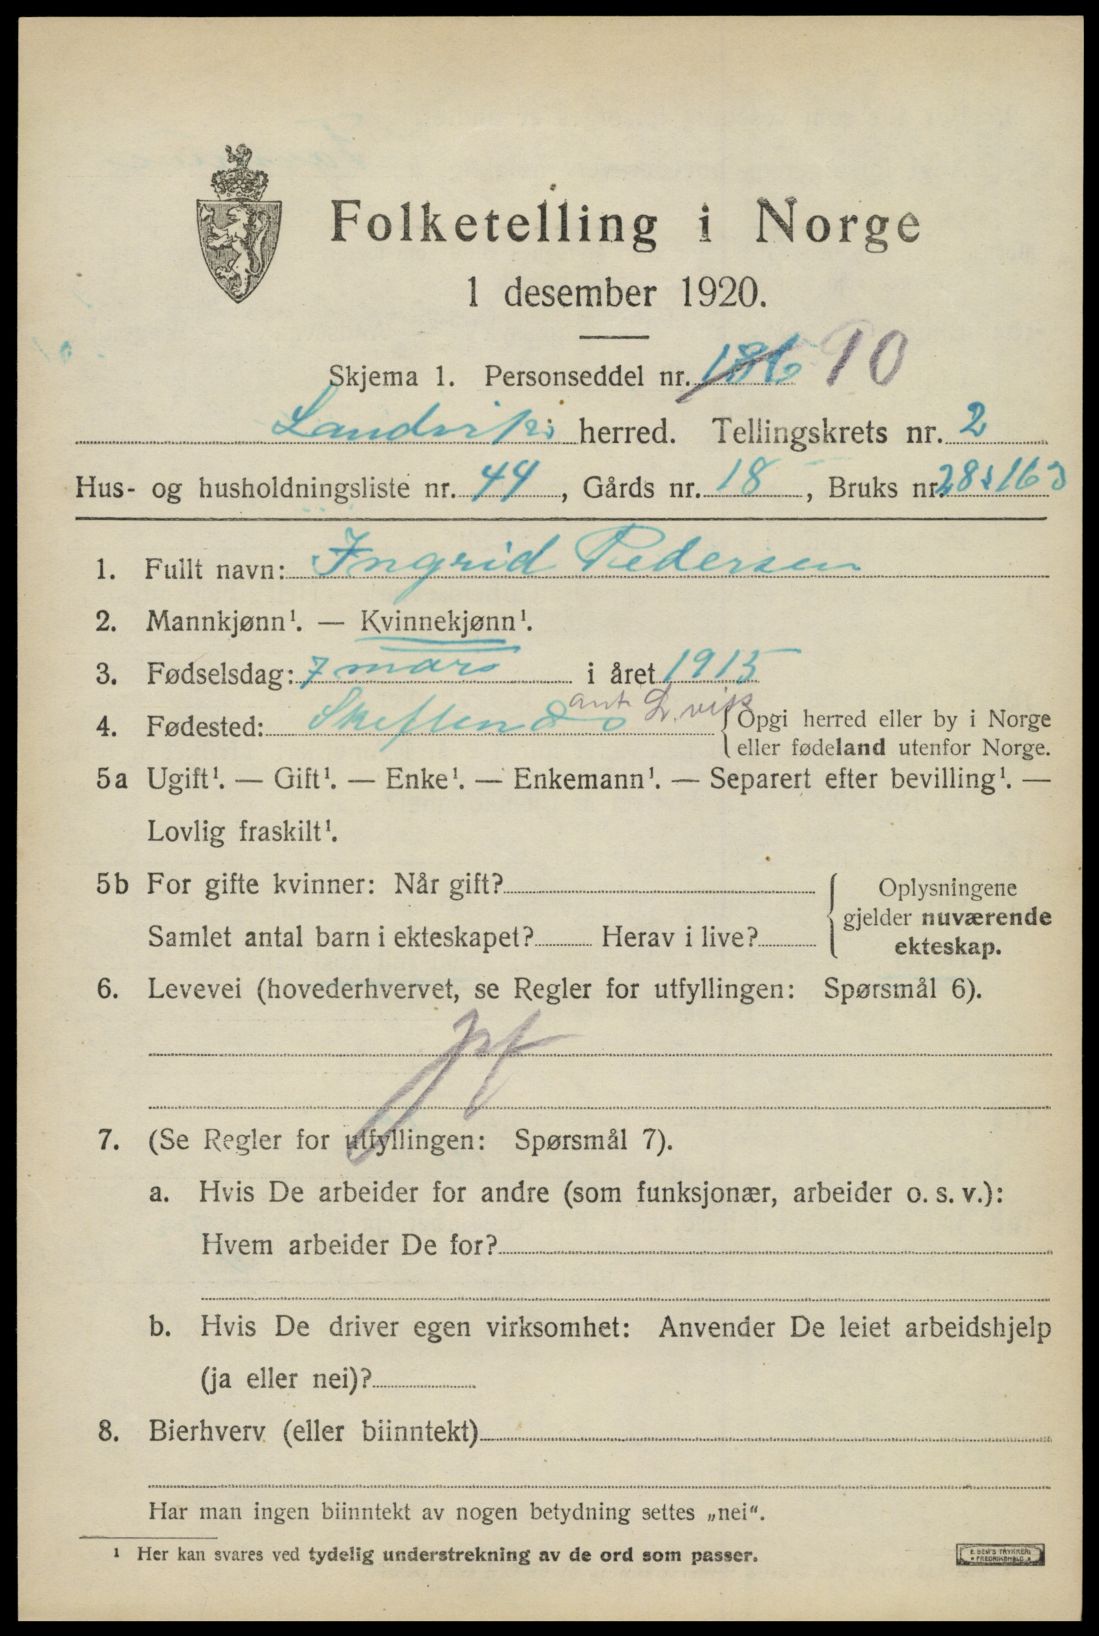 Folketelling i Norge
1 desember 1920.
Skjema 1. Personseddel nr. 186 90
Landvik i herred. Tellingskrets nr. 2
Hus- og husholdningsliste nr. 44, Gårds nr. 18, Bruks nr. 28 & 163
1. Fullt navn: Ingrid Pedersen
2. Mannkjønn¹. — Kvinnekjønn¹.
3. Fødselsdag: 7 mars i året 1915
ant. L.vik
4. Fødested: {Opgi herred eller by i Norge
eller fødeland utenfor Norge.
5a Ugift¹. — Gift¹. — Enke¹. — Enkemann¹. — Separert efter bevilling¹. —
Lovlig fraskilt¹.
5b For gifte kvinner: Når gift? { Oplysningene
gjelder nuværende
Samlet antal barn i ekteskapet? Herav i live? ekteskap.
6. Levevei (hovederhvervet, se Regler for utfyllingen: Spørsmål 6).
7. (Se Regler for utfyllingen: Spørsmål 7).
a. Hvis De arbeider for andre (som funksjonær, arbeider o. s. v.):
Hvem arbeider De for?
b. Hvis De driver egen virksomhet: Anvender De leiet arbeidshjelp
(ja eller nei)?
8. Bierhverv (eller biinntekt)
Har man ingen biinntekt av nogen betydning settes „nei“.
¹ Her kan svares ved tydelig understrekning av de ord som passer.